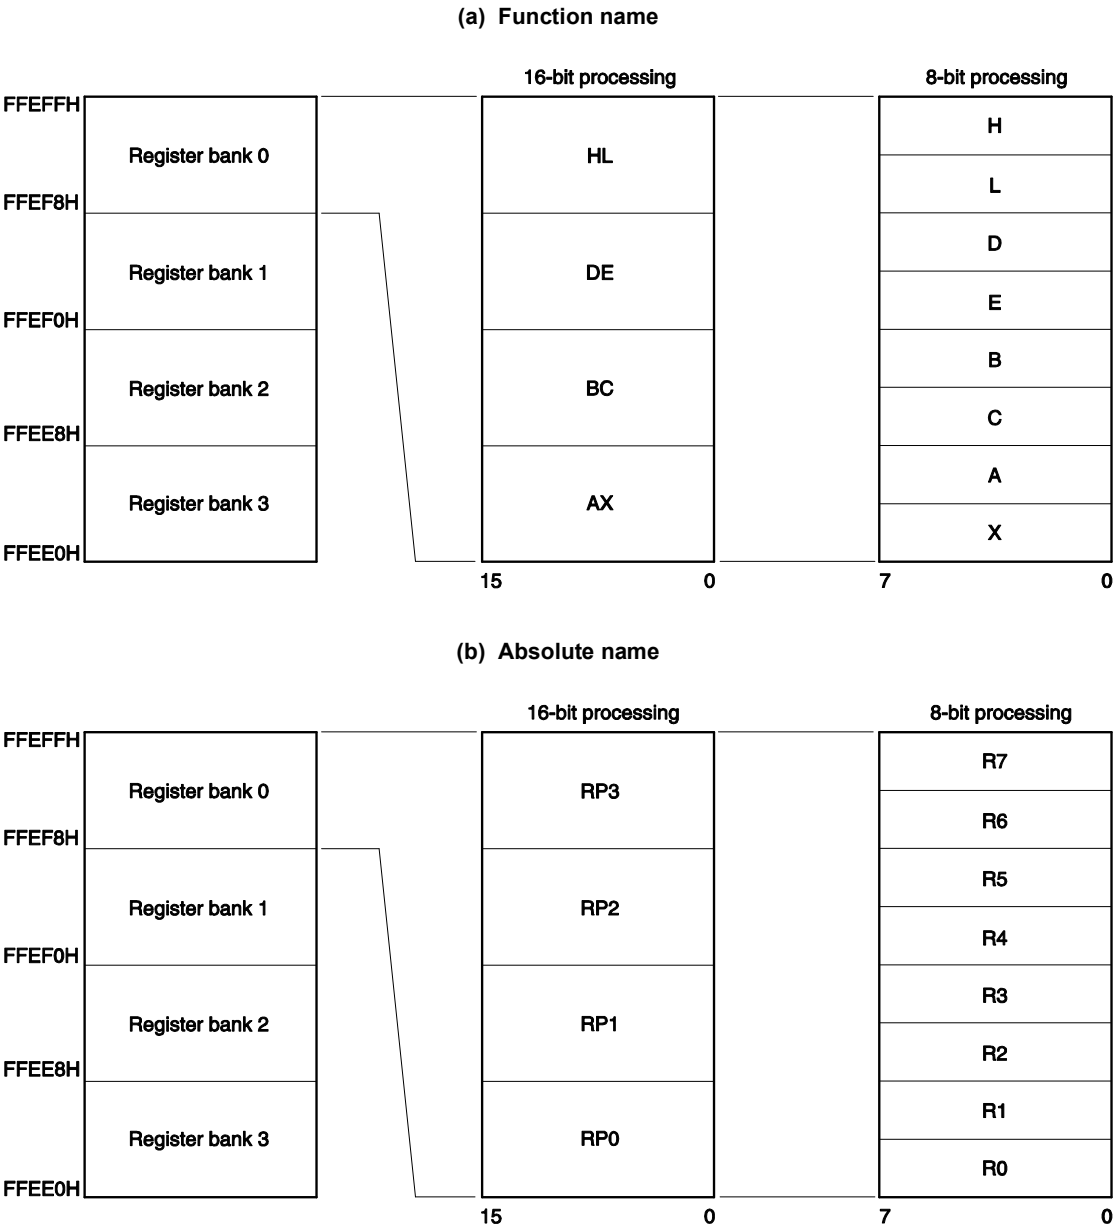 (a) Function name
16-bit processing
8-bit processing
FFEFFH
Register bank 0
HL
H
L
FFEF8H
Register bank 1
DE
D
E
FFEF0H
Register bank 2
BC
B
C
FFEE8H
Register bank 3
AX
A
X
FFEE0H
15 0
7 0
(b) Absolute name
16-bit processing
8-bit processing
FFEFFH
Register bank 0
RP3
R7
R6
FFEF8H
Register bank 1
RP2
R5
R4
FFEF0H
Register bank 2
RP1
R3
R2
FFEE8H
Register bank 3
RP0
R1
R0
FFEE0H
15 0
7 0